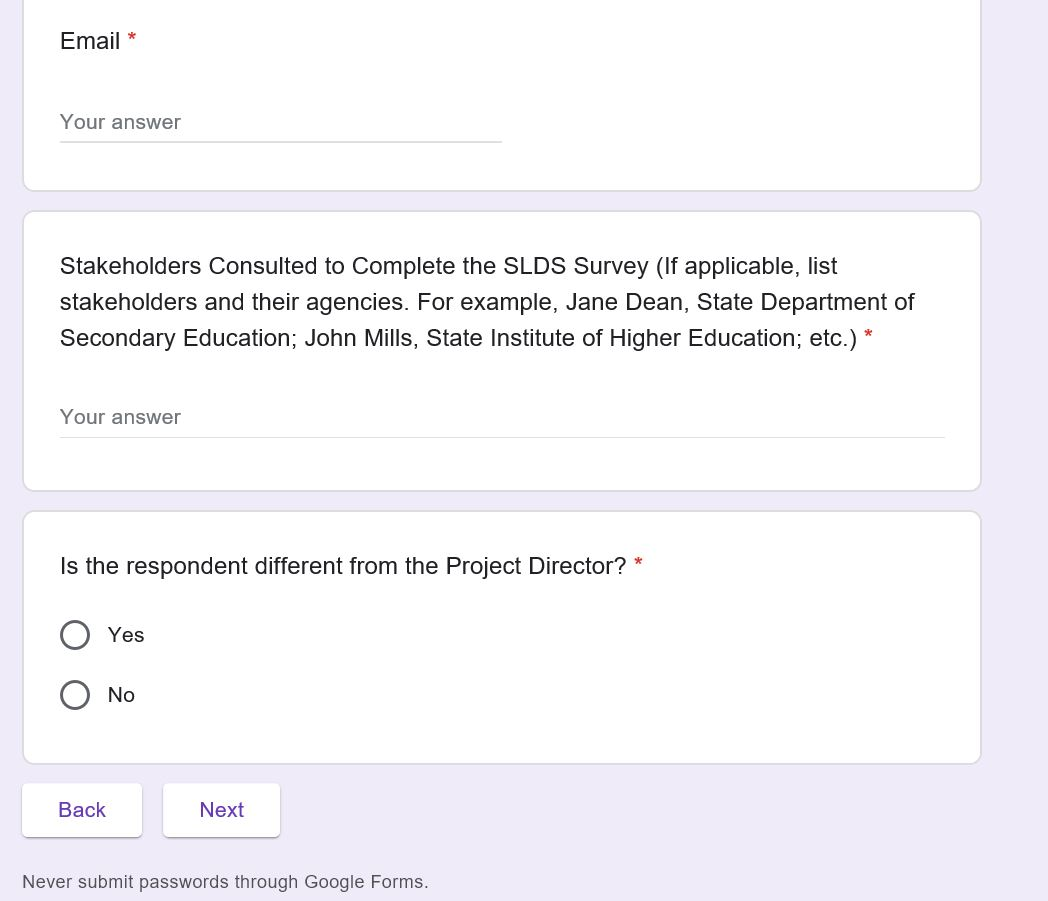 Email *
Your answer
Stakeholders Consulted to Complete the SLDS Survey (If applicable, list
stakeholders and their agencies. For example, Jane Dean, State Department of
Secondary Education; John Mills, State Institute of Higher Education; etc.) *
Your answer
Is the respondent different from the Project Director? *
Yes
No
Back Next
Never submit passwords through Google Forms.